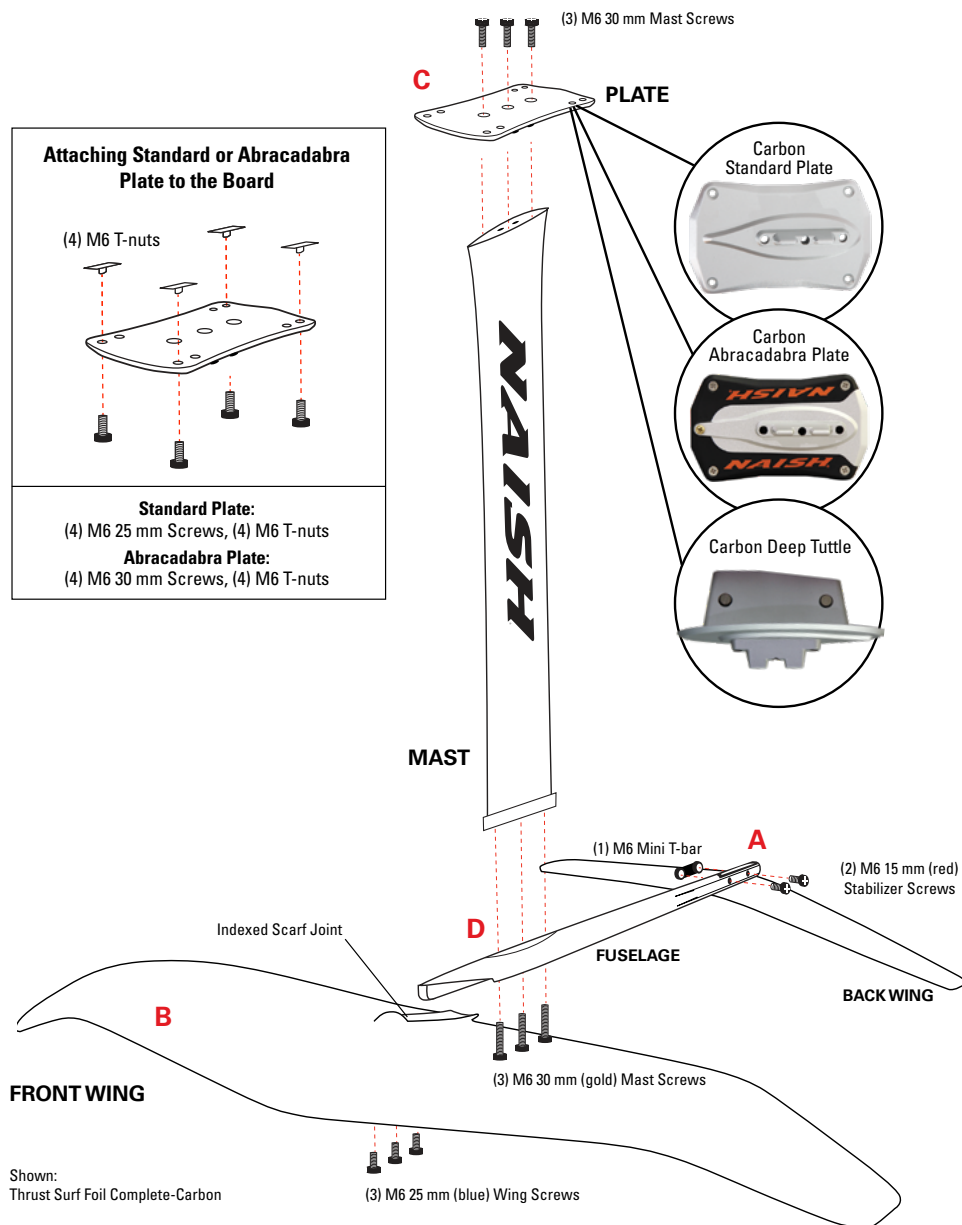 (3) M6 30 mm Mast Screws
C
PLATE
Attaching Standard or Abracadabra
Plate to the Board
(4) M6 T-nuts
Standard Plate:
(4) M6 25 mm Screws, (4) M6 T-nuts
Abracadabra Plate:
(4) M6 30 mm Screws, (4) M6 T-nuts
Carbon
Standard Plate
Carbon
Abracadabra Plate
NAISH
NAISH
Carbon Deep Tuttle
NAISH
MAST
(1) M6 Mini T-bar
A
(2) M6 15 mm (red)
Stabilizer Screws
D
Indexed Scarf Joint
FUSELAGE
BACK WING
B
(3) M6 30 mm (gold) Mast Screws
FRONT WING
Shown:
Thrust Surf Foil Complete-Carbon
(3) M6 25 mm (blue) Wing Screws